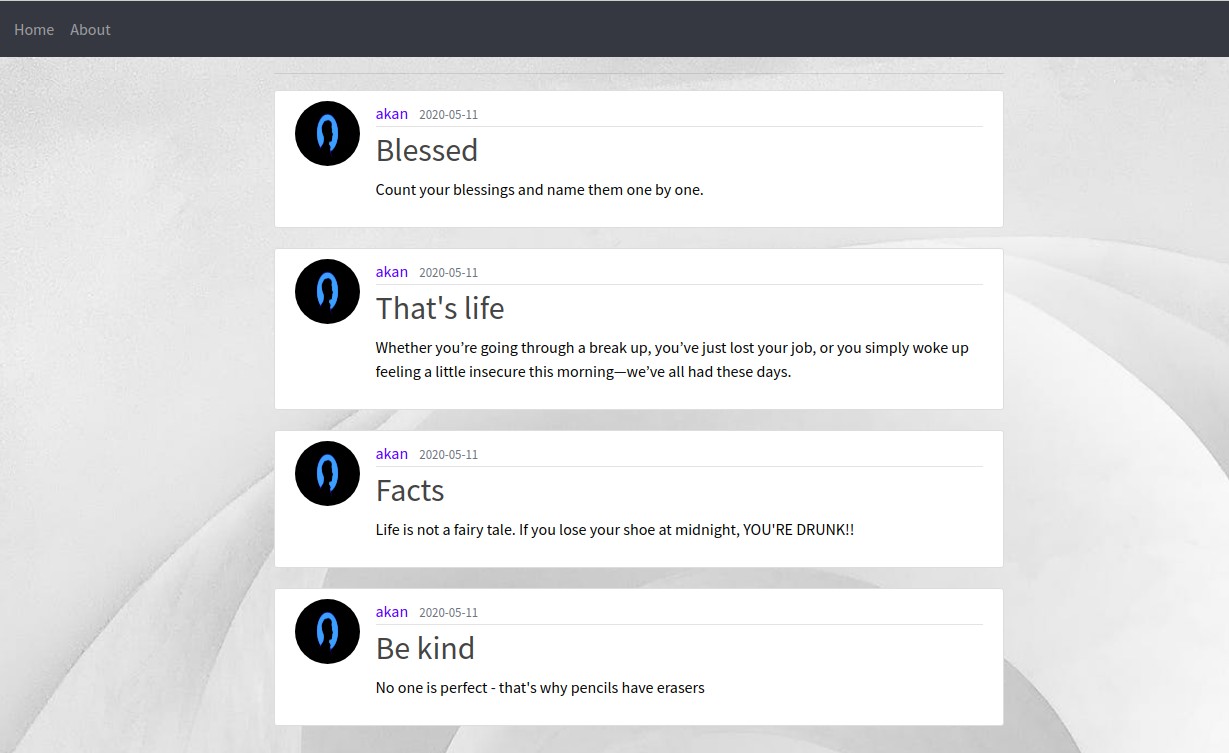 Home About
akan 2020-05-11
Blessed
Count your blessings and name them one by one.
akan 2020-05-11
That's life
Whether you’re going through a break up, you’ve just lost your job, or you simply woke up
feeling a little insecure this morning—we’ve all had these days.
akan 2020-05-11
Facts
Life is not a fairy tale. If you lose your shoe at midnight, YOU'RE DRUNK!!
akan 2020-05-11
Be kind
No one is perfect - that's why pencils have erasers